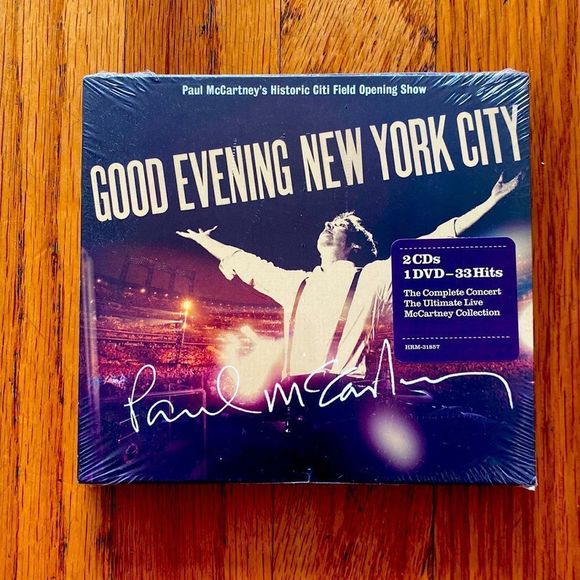 Paul McCartney's Historic Citi Field Opening Show
GOOD EVENING NEW YORK CITY
2 CDs
1 DVD – 33 Hits
The Complete Concert
The Ultimate Live
McCartney Collection
HRM-31857
Paul McCartney